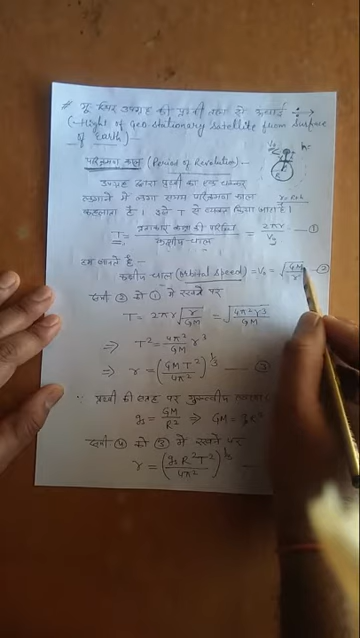 # भू स्थिर उपग्रह की पृथ्वी तल से ऊंचाई :-
(Hight of Geo stationary Satellite from Surface
of Earth) -
V₀
h
R
परिक्रमण काल (Period of Revolution) -
उपग्रह द्वारा पृथ्वी का एक चक्कर
लगाने में लगा समय परिक्रमण काल
कहलाता है। इसे T से व्यक्त किया जाता है।
r = R+h
T = वृत्ताकार कक्षा की परिधि / कक्षीय चाल = 2πr / V₀ — ①
हम जानते हैं -
कक्षीय चाल (Orbital Speed) = V₀ = √(GM/r) — ②
समी ② को ① में रखने पर
T = 2πr √(r/GM) = √(4π²r³/GM)
⇒ T² = 4π²/GM r³
⇒ r = (GMT²/4π²)^1/3 — ③
∵ पृथ्वी की सतह पर गुरुत्वीय
g = GM/R² ⇒ GM = gR²
समी ④ को ③ में रखने पर
r = (gR²T²/4π²)^1/3 —